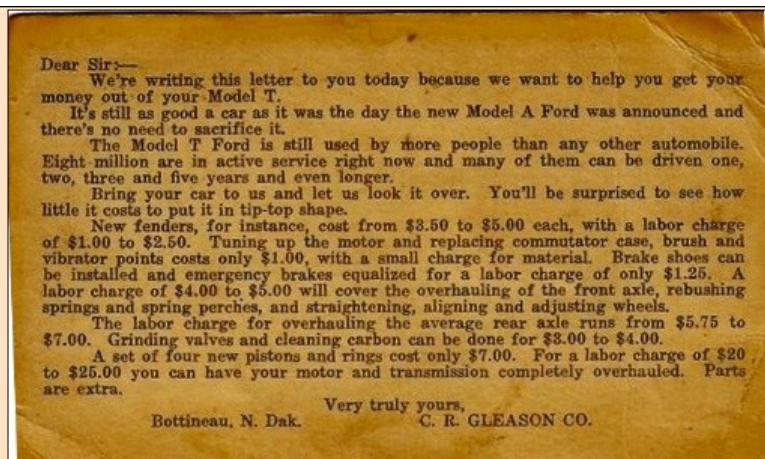 Dear Sir:—
We're writing this letter to you today because we want to help you get your
money out of your Model T.
It's still as good a car as it was the day the new Model A Ford was announced and
there's no need to sacrifice it.
The Model T Ford is still used by more people than any other automobile.
Eight million are in active service right now and many of them can be driven one,
two, three and five years and even longer.
Bring your car to us and let us look it over. You'll be surprised to see how
little it costs to put it in tip-top shape.
New fenders, for instance, cost from $3.50 to $5.00 each, with a labor charge
of $1.00 to $2.50. Tuning up the motor and replacing commutator case, brush and
vibrator points costs only $1.00, with a small charge for material. Brake shoes can
be installed and emergency brakes equalized for a labor charge of only $1.25. A
labor charge of $4.00 to $5.00 will cover the overhauling of the front axle, rebushing
springs and spring perches, and straightening, aligning and adjusting wheels.
The labor charge for overhauling the average rear axle runs from $5.75 to
$7.00. Grinding valves and cleaning carbon can be done for $3.00 to $4.00.
A set of four new pistons and rings cost only $7.00. For a labor charge of $20
to $25.00 you can have your motor and transmission completely overhauled. Parts
are extra.
Very truly yours,
Bottineau, N. Dak. C. R. GLEASON CO.